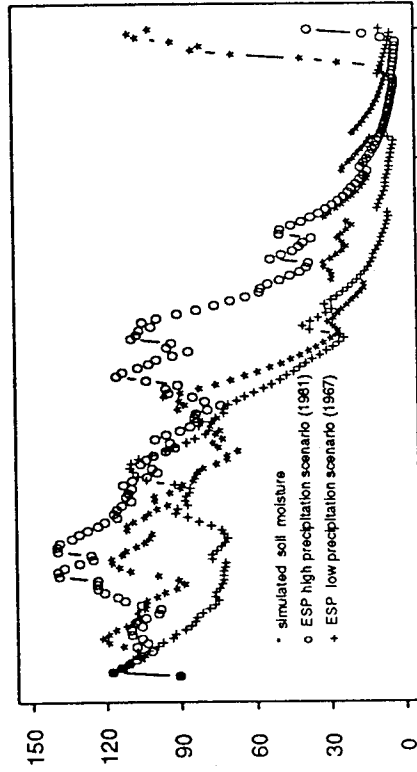 150
120
90
60
30
0
* simulated soil moisture
o ESP high precipitation scenario (1981)
+ ESP low precipitation scenario (1967)